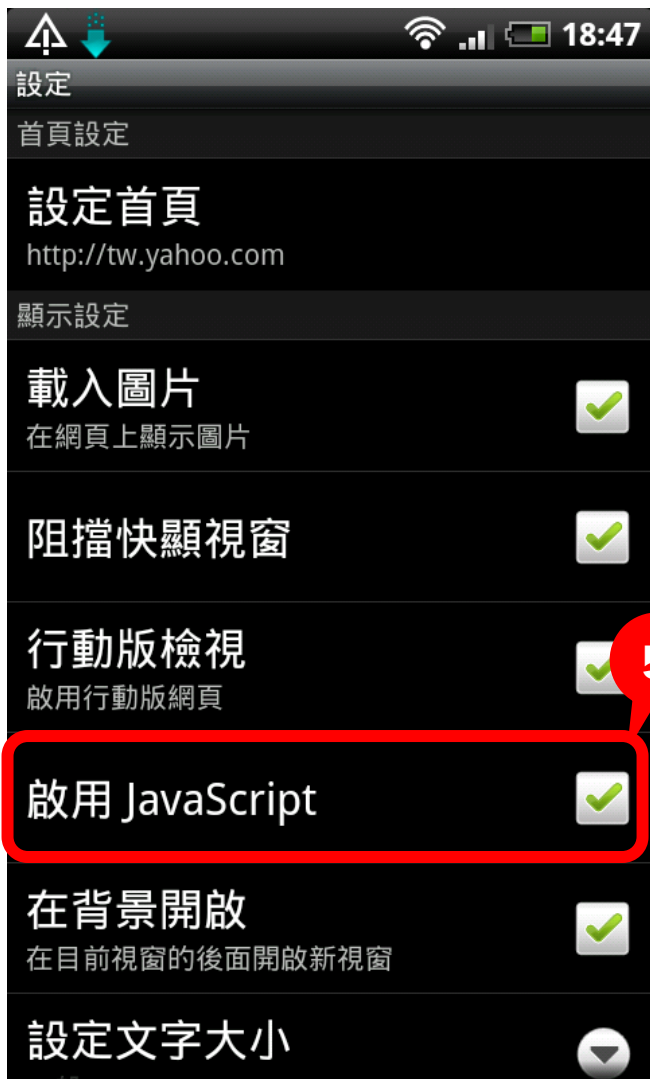 18:47
設定
首頁設定
設定首頁
http://tw.yahoo.com
顯示設定
載入圖片
在網頁上顯示圖片
阻擋快顯視窗
行動版檢視
啟用行動版網頁
啟用 JavaScript
在背景開啟
在目前視窗的後面開啟新視窗
設定文字大小